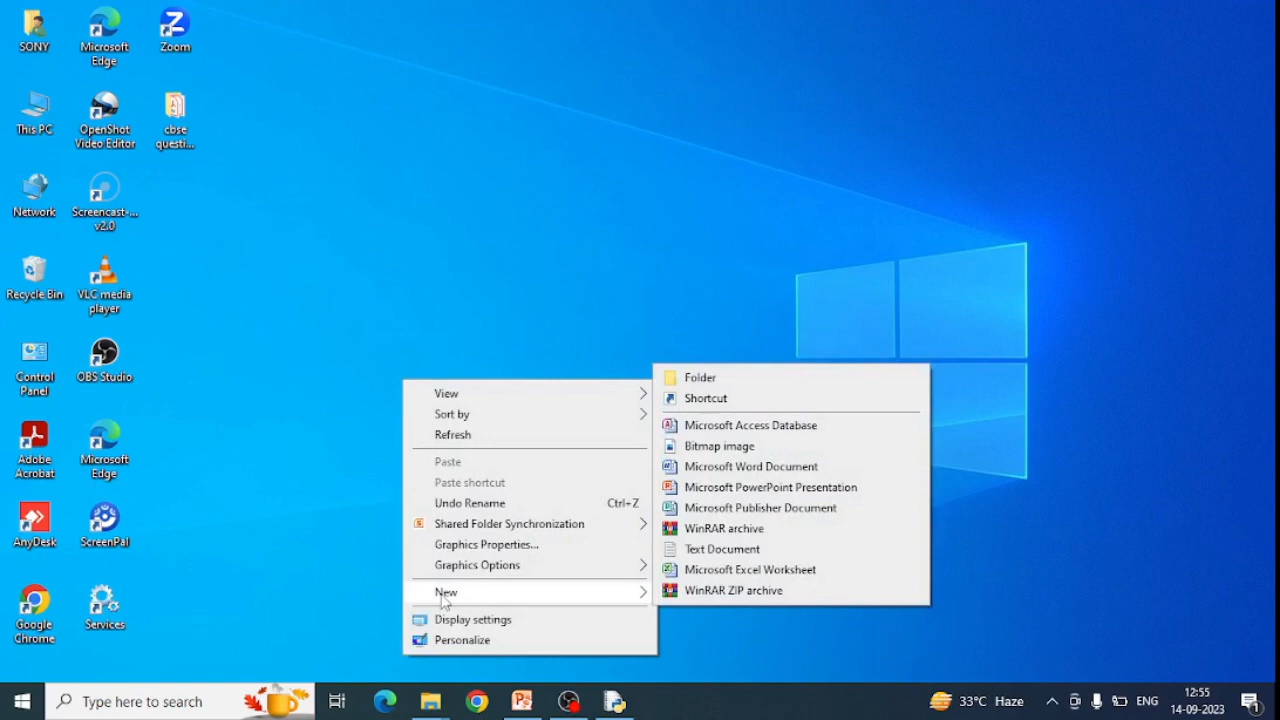 SONY
Microsoft
Edge
Zoom
This PC
OpenShot
Video Editor
cbse
questi...
Network
Screencast-...
v2.0
Recycle Bin
VLC media
player
Control
Panel
OBS Studio
Adobe
Acrobat
Microsoft
Edge
AnyDesk
ScreenPal
Google
Chrome
Services
View
Sort by
Refresh
Paste
Paste shortcut
Undo Rename Ctrl+Z
Shared Folder Synchronization
Graphics Properties...
Graphics Options
New
Display settings
Personalize
Folder
Shortcut
Microsoft Access Database
Bitmap image
Microsoft Word Document
Microsoft PowerPoint Presentation
Microsoft Publisher Document
WinRAR archive
Text Document
Microsoft Excel Worksheet
WinRAR ZIP archive
Type here to search
33°C Haze
ENG
12:55
14-09-2023
1